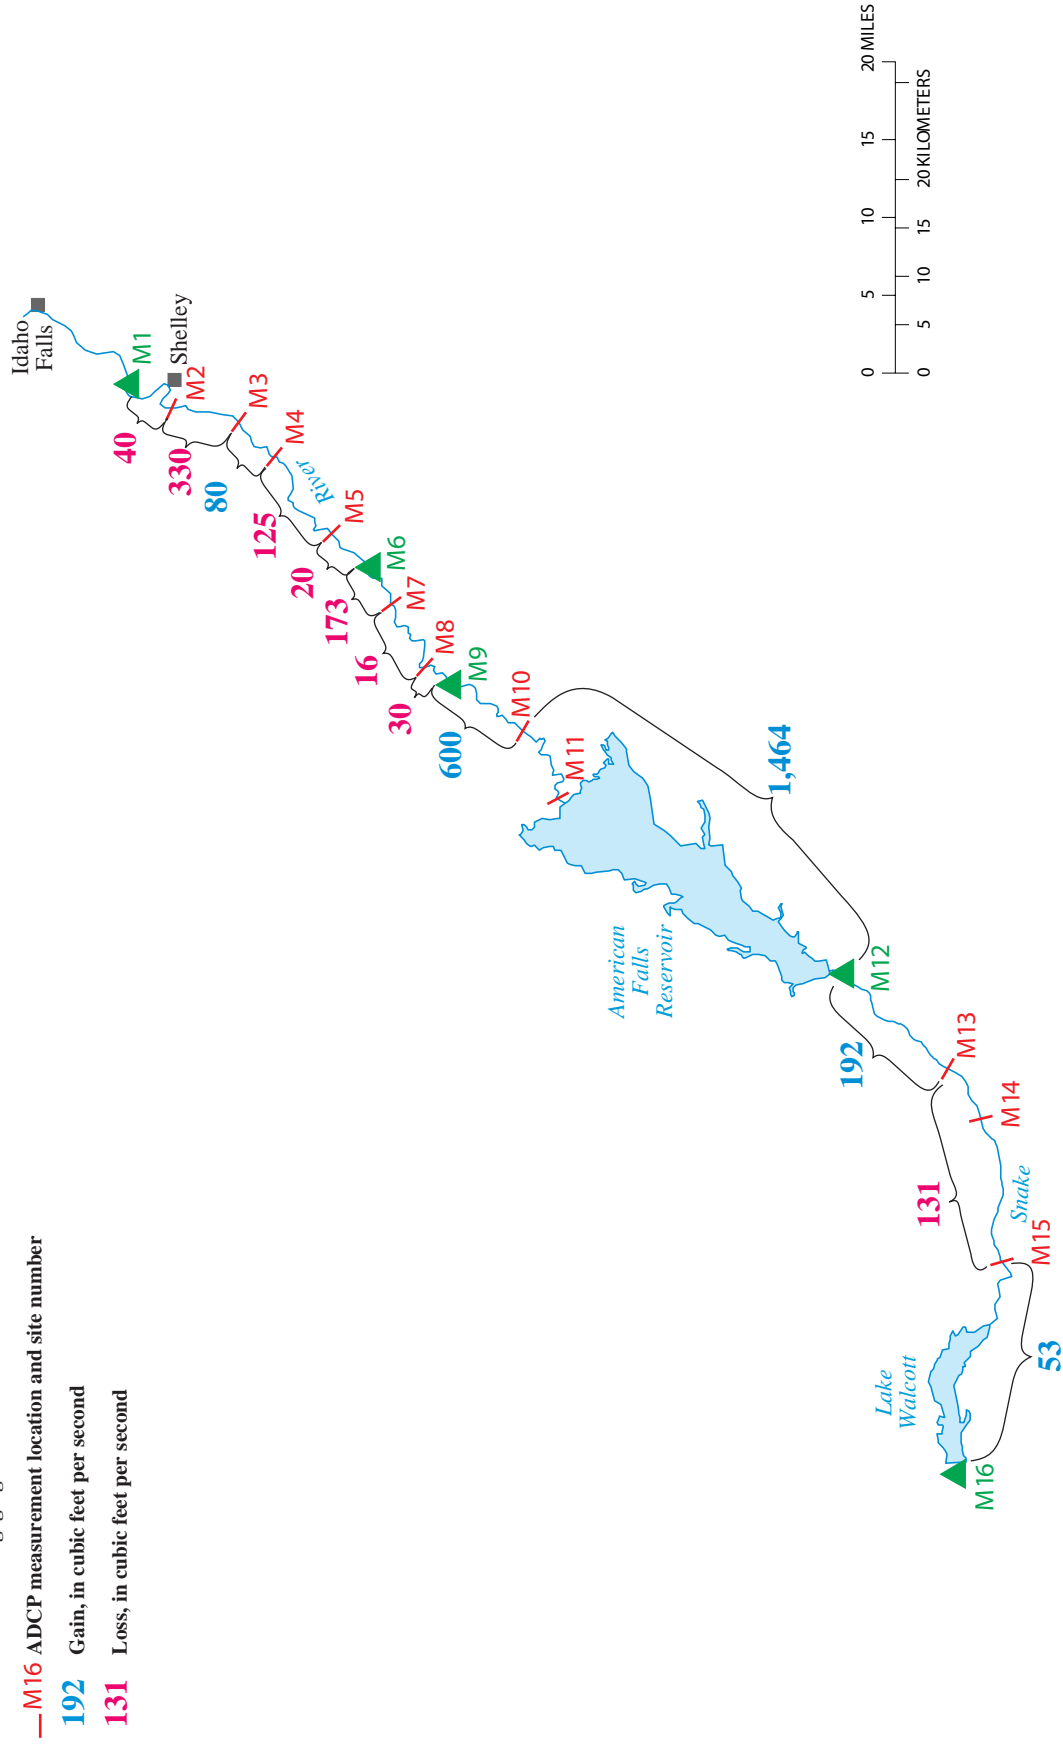 M16 ADCP measurement location and site number
192 Gain, in cubic feet per second
131 Loss, in cubic feet per second
Idaho
Falls
M1
Shelley
M2
M3
M4
River
M5
M6
M7
M8
M9
M10
M11
M12
M13
M14
Snake
M15
M16
40
330
80
125
20
173
16
30
600
1,464
192
131
53
American
Falls
Reservoir
Lake
Walcott
0 5 10 15 20 MILES
0 5 10 15 20 KILOMETERS